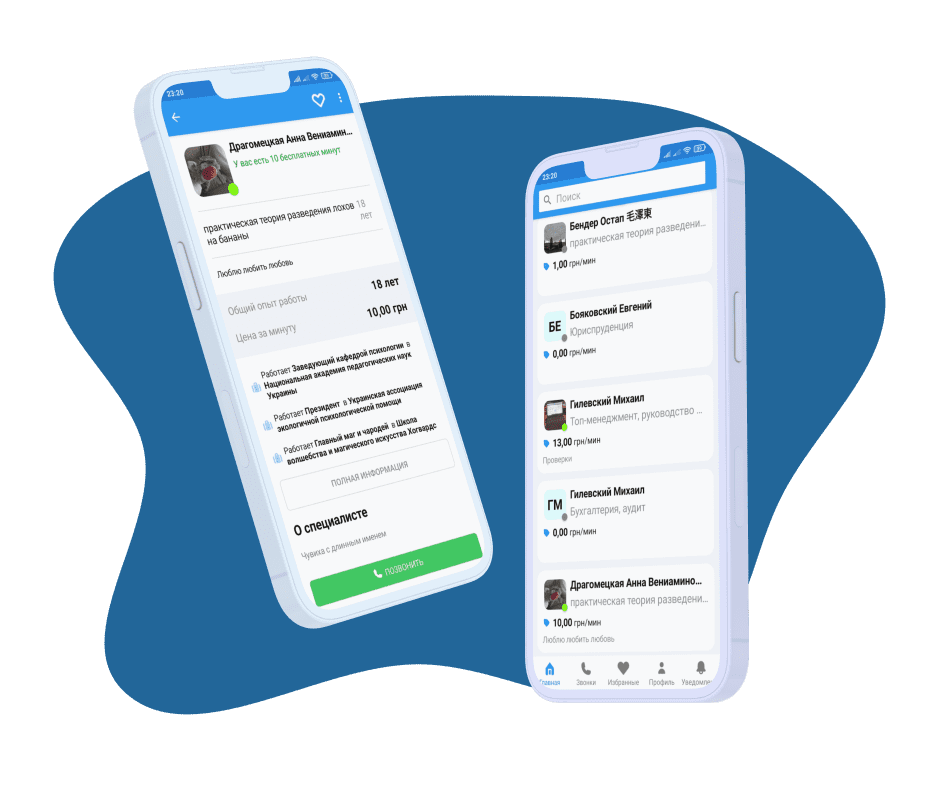 23:20
Драгомецкая Анна Вениамин...
У вас есть 10 бесплатных минут
практическая теория разведения лохов на бананы
18 лет
Люблю любить любовь
Общий опыт работы 18 лет
Цена за минуту 10,00 грн
Работает Заведующий кафедрой психологии в
Национальная академия педагогических наук
Украины
Работает Президент в Украинская ассоциация
экологичной психологической помощи
Работает Главный маг и чародей в Школа
волшебства и магического искусства Хогвардс
ПОЛНАЯ ИНФОРМАЦИЯ
О специалисте
Чувиха с длинным именем
ПОЗВОНИТЬ
23:20
Поиск
Бендер Остап 毛澤東
практическая теория разведени...
1,00 грн/мин
БЕ
Бояковский Евгений
Юриспруденция
0,00 грн/мин
Гилевский Михаил
Топ-менеджмент, руководство ...
13,00 грн/мин
Проверки
ГМ
Гилевский Михаил
Бухгалтерия, аудит
0,00 грн/мин
Драгомецкая Анна Вениамино...
практическая теория разведени...
10,00 грн/мин
Люблю любить любовь
Главная Звонки Избранные Профиль Уведомле